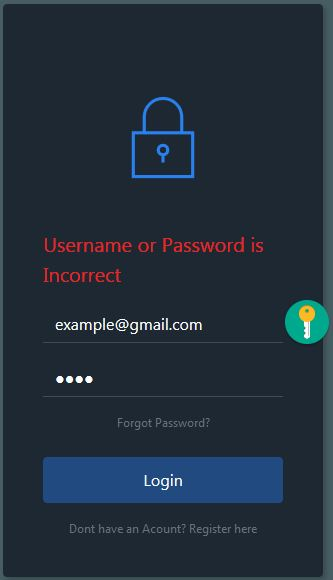 Username or Password is
Incorrect
example@gmail.com
●●●●
Forgot Password?
Login
Dont have an Acount? Register here